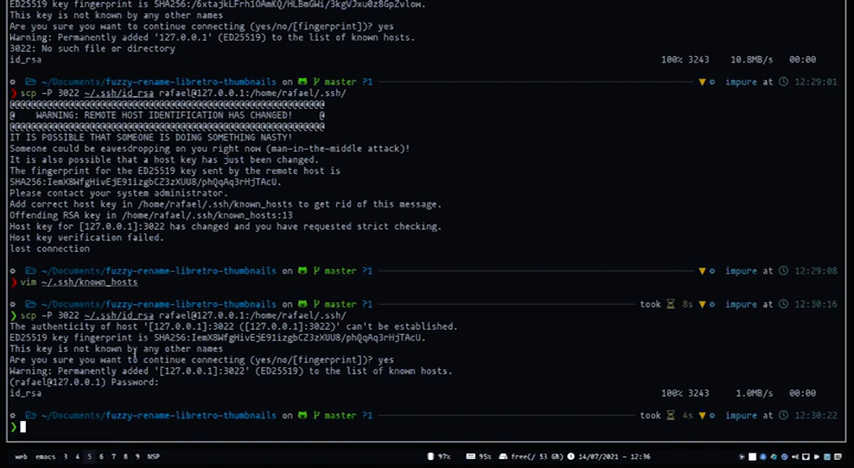 ED25519 key fingerprint is SHA256:/6xtajkLFrh1OAmKQ/HLBmGWi/3kgVJxu0z8GpZvlow.
This key is not known by any other names
Are you sure you want to continue connecting (yes/no/[fingerprint])? yes
Warning: Permanently added '127.0.0.1' (ED25519) to the list of known hosts.
3022: No such file or directory
id_rsa 100% 3243 10.8MB/s 00:00
~/Documents/fuzzy-rename-libretro-thumbnails on master ?1 impure at 12:29:01
❯ scp -P 3022 ~/.ssh/id_rsa rafael@127.0.0.1:/home/rafael/.ssh/
@@@@@@@@@@@@@@@@@@@@@@@@@@@@@@@@@@@@@@@@@@@@@@@@@@@@@@@@@@@
@ WARNING: REMOTE HOST IDENTIFICATION HAS CHANGED! @
@@@@@@@@@@@@@@@@@@@@@@@@@@@@@@@@@@@@@@@@@@@@@@@@@@@@@@@@@@@
IT IS POSSIBLE THAT SOMEONE IS DOING SOMETHING NASTY!
Someone could be eavesdropping on you right now (man-in-the-middle attack)!
It is also possible that a host key has just been changed.
The fingerprint for the ED25519 key sent by the remote host is
SHA256:IemX8WfgHivEjE91izgbCZ3zXUU8/phQqAq3rHjTAcU.
Please contact your system administrator.
Add correct host key in /home/rafael/.ssh/known_hosts to get rid of this message.
Offending RSA key in /home/rafael/.ssh/known_hosts:13
Host key for [127.0.0.1]:3022 has changed and you have requested strict checking.
Host key verification failed.
lost connection
~/Documents/fuzzy-rename-libretro-thumbnails on master ?1 impure at 12:29:08
❯ vim ~/.ssh/known_hosts
~/Documents/fuzzy-rename-libretro-thumbnails on master ?1 took 8s impure at 12:30:16
❯ scp -P 3022 ~/.ssh/id_rsa rafael@127.0.0.1:/home/rafael/.ssh/
The authenticity of host '[127.0.0.1]:3022 ([127.0.0.1]:3022)' can't be established.
ED25519 key fingerprint is SHA256:IemX8WfgHivEjE91izgbCZ3zXUU8/phQqAq3rHjTAcU.
This key is not known by any other names
Are you sure you want to continue connecting (yes/no/[fingerprint])? yes
Warning: Permanently added '[127.0.0.1]:3022' (ED25519) to the list of known hosts.
(rafael@127.0.0.1) Password:
id_rsa 100% 3243 1.0MB/s 00:00
~/Documents/fuzzy-rename-libretro-thumbnails on master ?1 took 4s impure at 12:30:22
❯
web emacs 3 4 5 6 7 8 9 NSP 97% 95% free(/ 53 GB) 14/07/2021 - 12:36